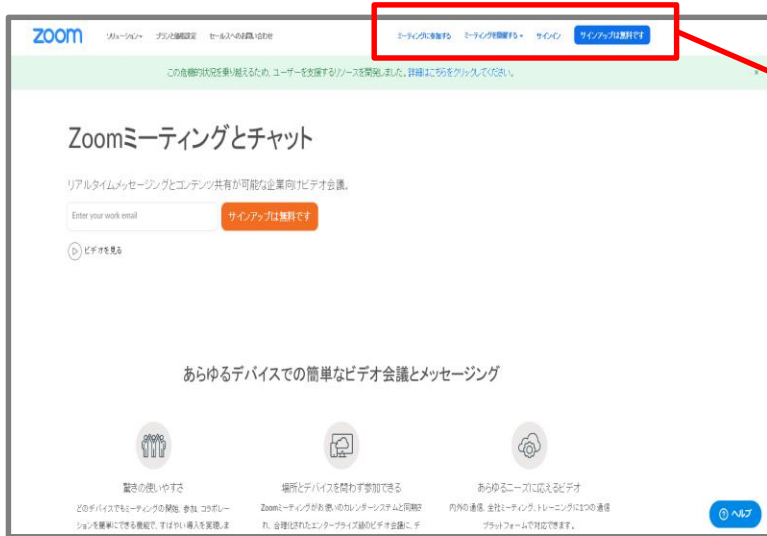 zoom ソリューション▾ プランと価格設定 セールスへのお問い合わせ ミーティングに参加する ミーティングを開催する▾ サインイン サインアップは無料です
この危機的状況を乗り越えるため、ユーザーを支援するリソースを開発しました。詳細はこちらをクリックしてください。 ×
Zoomミーティングとチャット
リアルタイムメッセージングとコンテンツ共有が可能な企業向けビデオ会議。
Enter your work email サインアップは無料です
ビデオを見る
あらゆるデバイスでの簡単なビデオ会議とメッセージング
驚きの使いやすさ 場所とデバイスを問わず参加できる あらゆるニーズに応えるビデオ
どのデバイスでもミーティングの開始、参加、コラボレー Zoomミーティングがお使いのカレンダーシステムと同期さ 内外の通信、全社ミーティング、トレーニングに1つの通信
ションを簡単にできる機能で、すばやい導入を実現しま れ、合理化されたエンタープライズ級のビデオ会議に、デ プラットフォームで対応できます。
ヘルプ